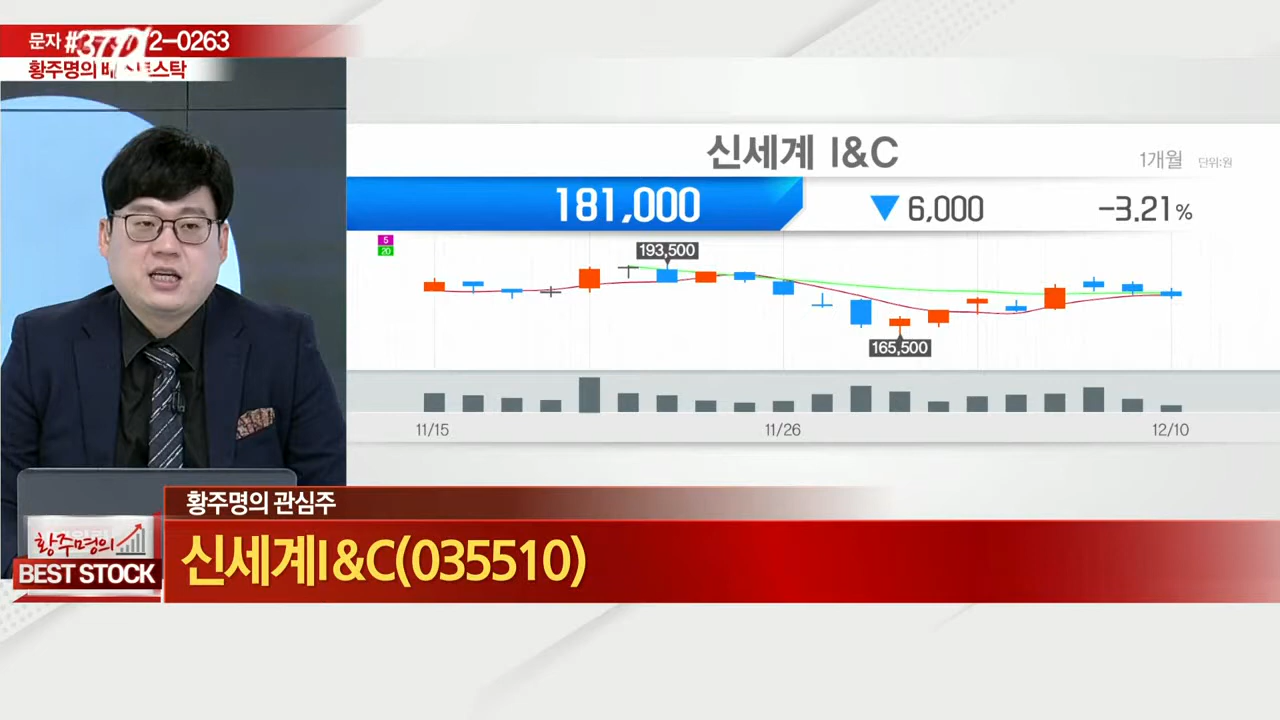 문자 #
2-0263
황주명의
스탁
신세계 I&C
1개월 단위:원
181,000
▼ 6,000
-3.21%
5
20
193,500
165,500
11/15
11/26
12/10
황주명의 관심주
신세계I&C(035510)
황주명의
BEST STOCK